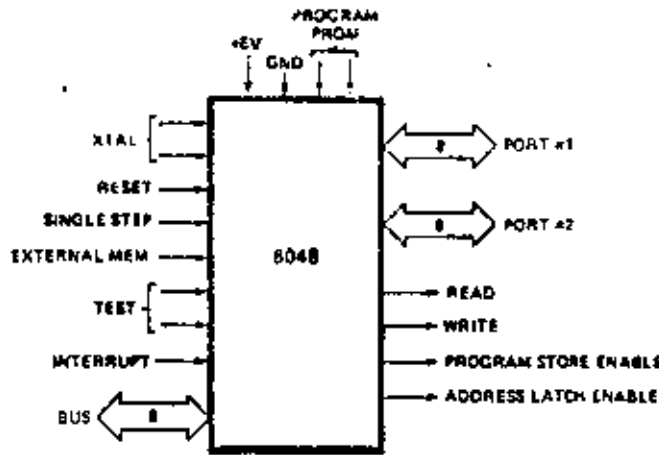 PROGRAM
PROM
+5V
GND
XTAL
RESET
SINGLE STEP
EXTERNAL MEM
TEST
INTERRUPT
BUS
8
8048
8
PORT #1
8
PORT #2
READ
WRITE
PROGRAM STORE ENABLE
ADDRESS LATCH ENABLE